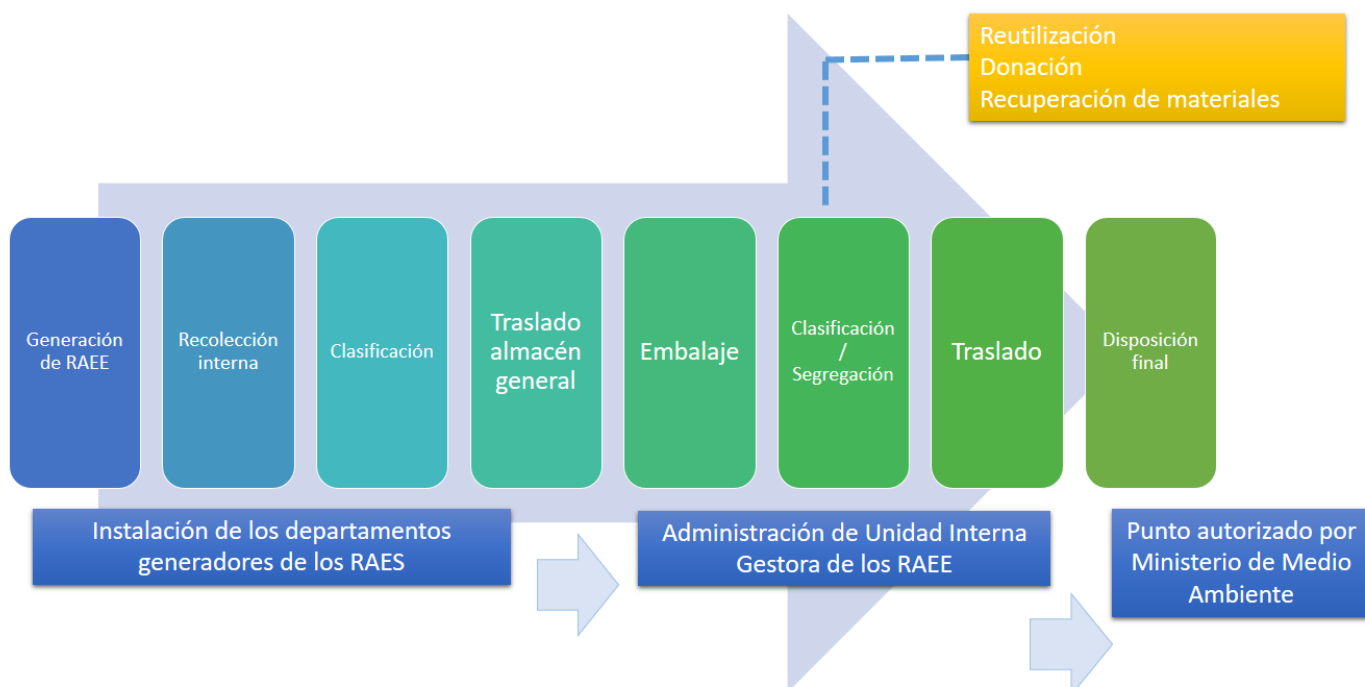 Reutilización
Donación
Recuperación de materiales
Generación
de RAEE
Recolección
interna
Clasificación
Traslado
almacén
general
Embalaje
Clasificación
/
Segregación
Traslado
Disposición
final
Instalación de los departamentos
generadores de los RAES
Administración de Unidad Interna
Gestora de los RAEE
Punto autorizado por
Ministerio de Medio
Ambiente